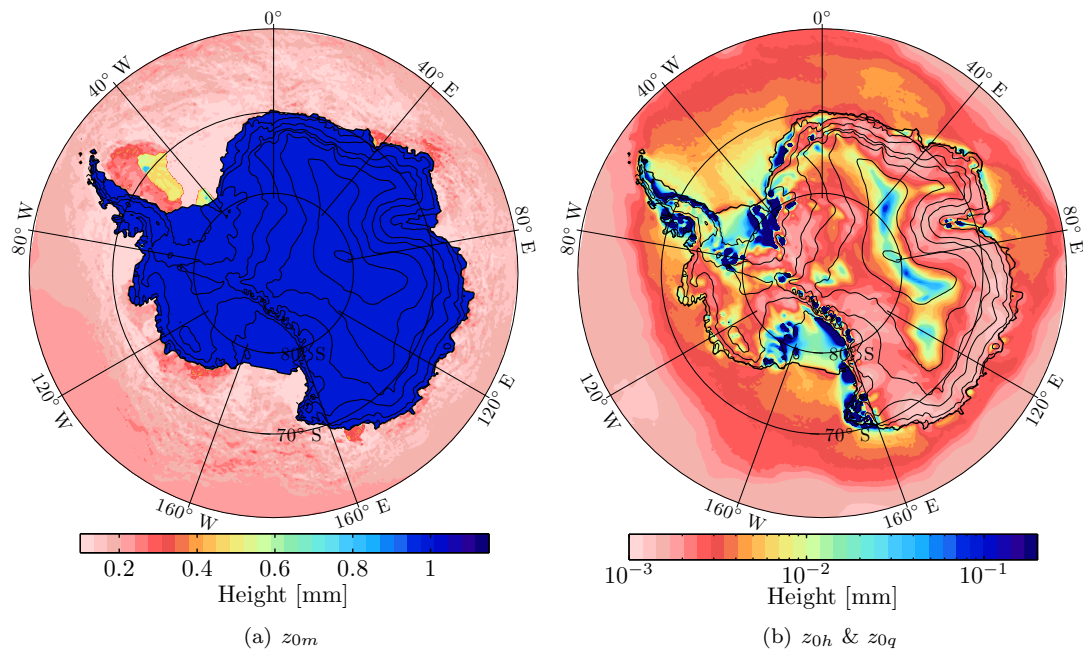 0° 0°
40° W 40° E 40° W 40° E
80° W 80° E 80° W 80° E
80° S 80° S
120° W 120° E 120° W 120° E
70° S 70° S
160° W 160° E 160° W 160° E
0.2 0.4 0.6 0.8 1 10⁻³ 10⁻² 10⁻¹
Height [mm] Height [mm]
(a) z₀ₘ (b) z₀ₕ & z₀q